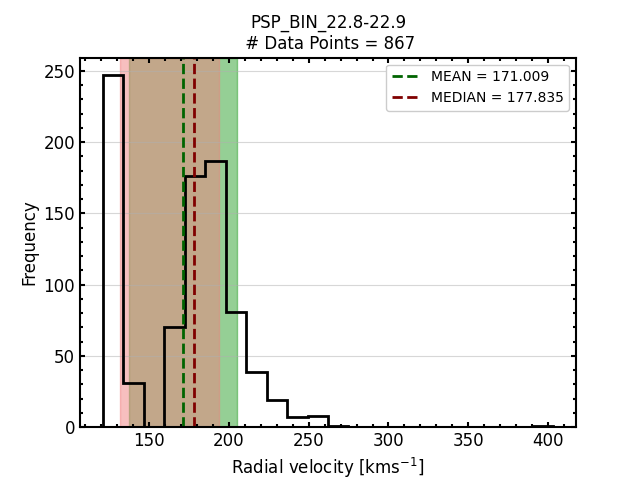 PSP_BIN_22.8-22.9
# Data Points = 867
MEAN = 171.009
MEDIAN = 177.835
250
200
150
100
50
0
Frequency
150 200 250 300 350 400
Radial velocity [kms⁻¹]